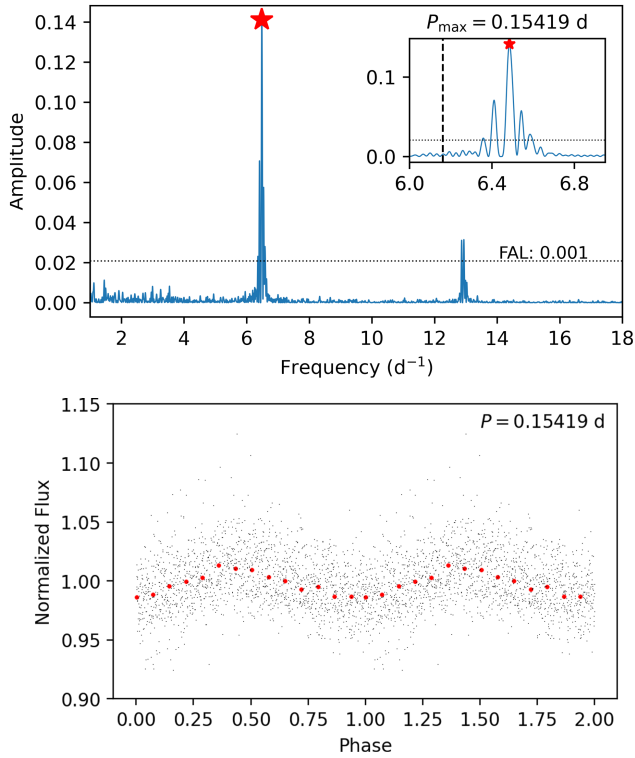 P_max = 0.15419 d
0.14
0.12
0.10
0.08
0.06
0.04
0.02
0.00
Amplitude
0.1
0.0
6.0 6.4 6.8
FAL: 0.001
2 4 6 8 10 12 14 16 18
Frequency (d⁻¹)
P = 0.15419 d
1.15
1.10
1.05
1.00
0.95
0.90
Normalized Flux
0.00 0.25 0.50 0.75 1.00 1.25 1.50 1.75 2.00
Phase